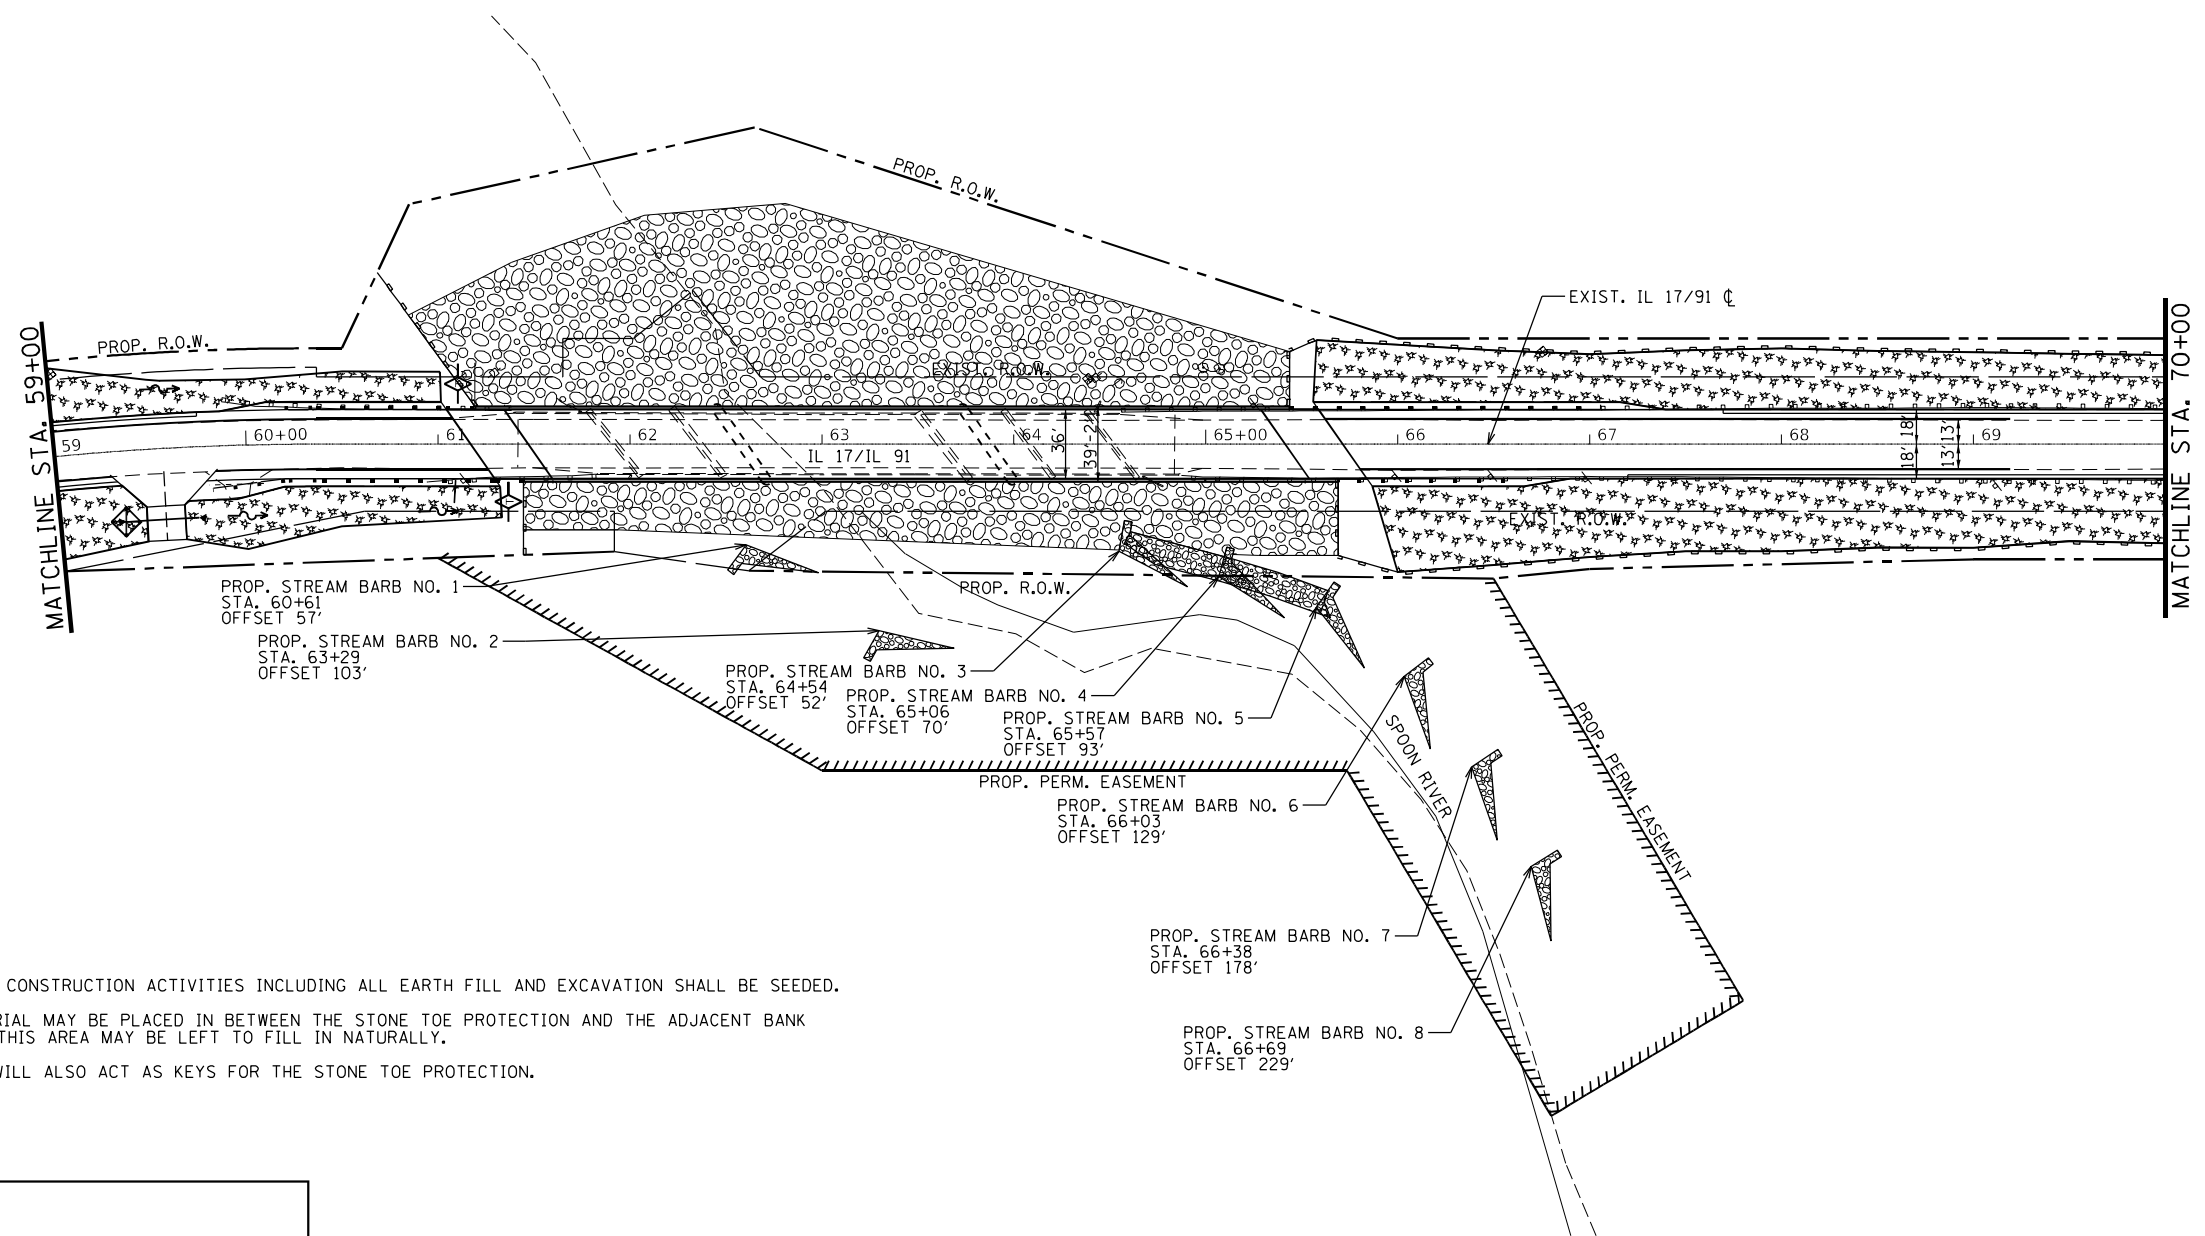 PROP. R.O.W.
EXIST. IL 17/91 ℄
PROP. R.O.W.
MATCHLINE STA. 59+00
MATCHLINE STA. 70+00
EXIST. R.O.W.
59
60+00
61
62
63
64
65+00
66
67
68
69
IL 17/IL 91
36'
39'-2"
18' 18'
13' 13'
EXIST. R.O.W.
PROP. R.O.W.
PROP. STREAM BARB NO. 1
STA. 60+61
OFFSET 57'
PROP. STREAM BARB NO. 2
STA. 63+29
OFFSET 103'
PROP. STREAM BARB NO. 3
STA. 64+54
OFFSET 52'
PROP. STREAM BARB NO. 4
STA. 65+06
OFFSET 70'
PROP. STREAM BARB NO. 5
STA. 65+57
OFFSET 93'
SPOON RIVER
PROP. PERM. EASEMENT
PROP. PERM. EASEMENT
PROP. STREAM BARB NO. 6
STA. 66+03
OFFSET 129'
PROP. STREAM BARB NO. 7
STA. 66+38
OFFSET 178'
PROP. STREAM BARB NO. 8
STA. 66+69
OFFSET 229'
CONSTRUCTION ACTIVITIES INCLUDING ALL EARTH FILL AND EXCAVATION SHALL BE SEEDED.
RIAL MAY BE PLACED IN BETWEEN THE STONE TOE PROTECTION AND THE ADJACENT BANK
THIS AREA MAY BE LEFT TO FILL IN NATURALLY.
WILL ALSO ACT AS KEYS FOR THE STONE TOE PROTECTION.